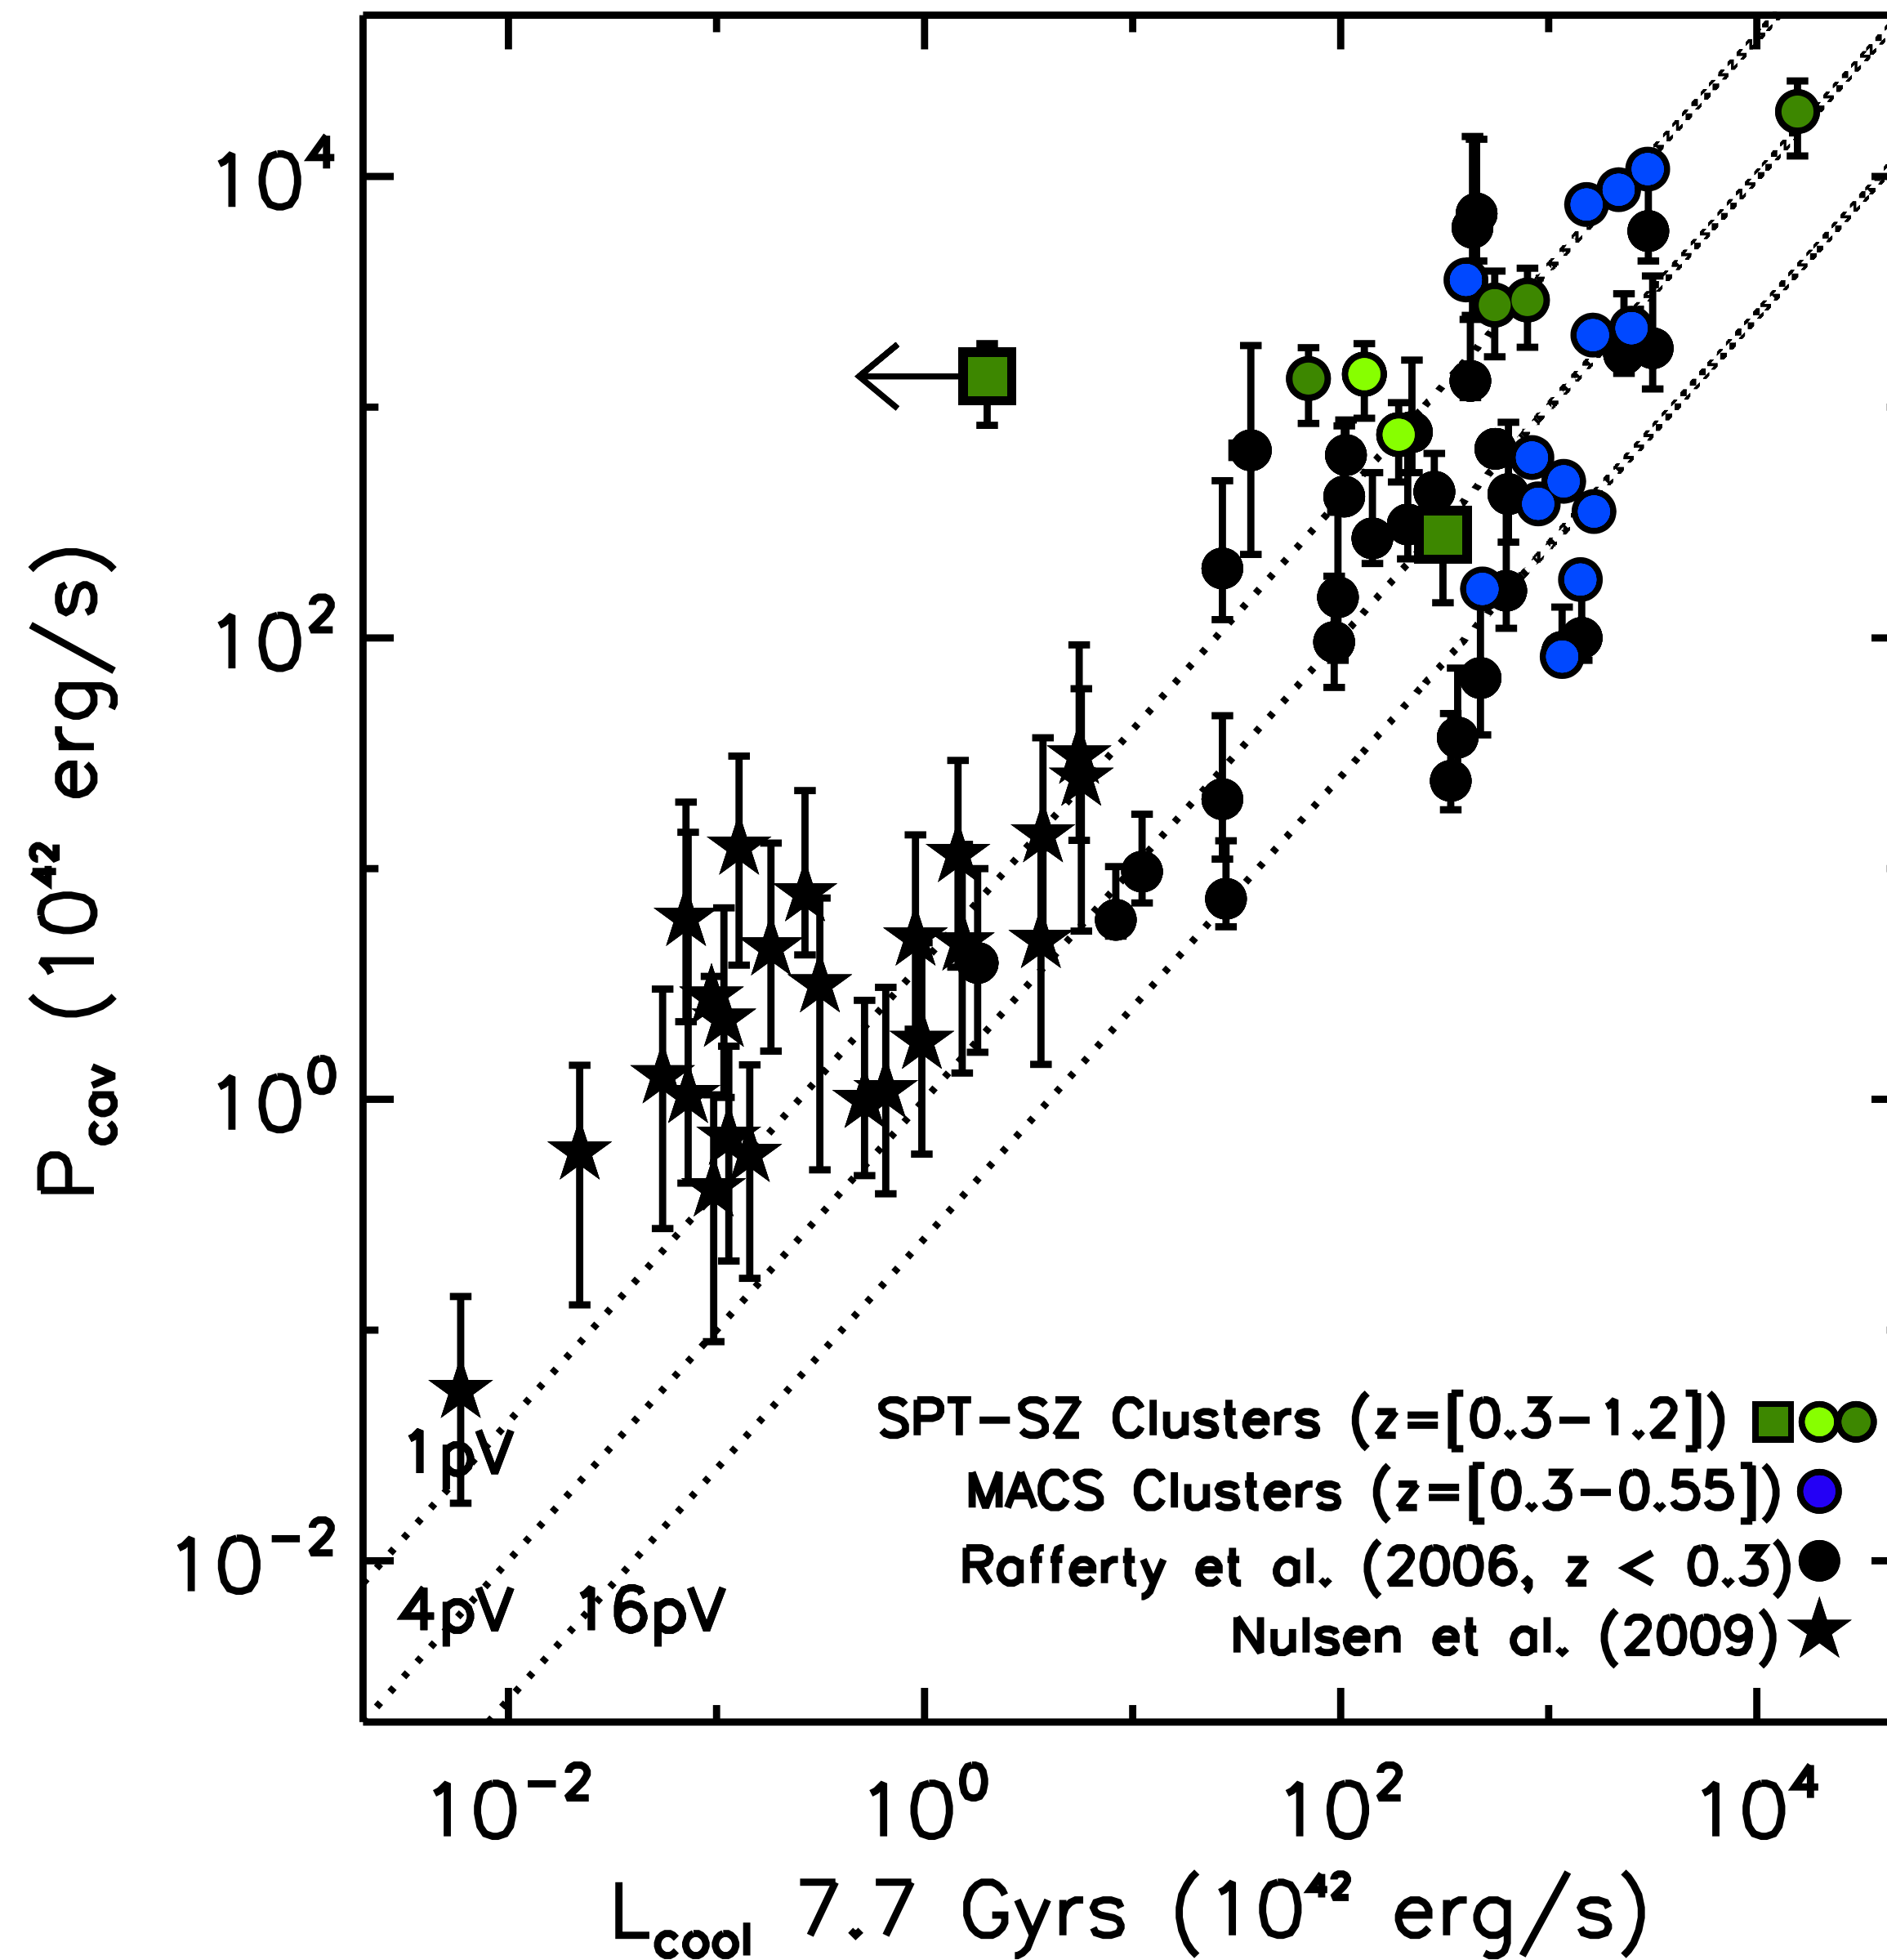 10⁴
10²
10⁰
10⁻²
P_cav (10⁴² erg/s)
1pV
4pV 16pV
SPT-SZ Clusters (z=[0.3-1.2])
MACS Clusters (z=[0.3-0.55])
Rafferty et al. (2006, z < 0.3)
Nulsen et al. (2009)
10⁻² 10⁰ 10² 10⁴
L_cool 7.7 Gyrs (10⁴² erg/s)